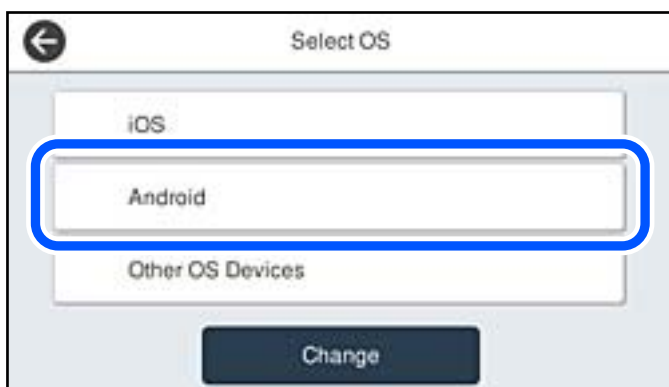 Select OS
iOS
Android
Other OS Devices
Change